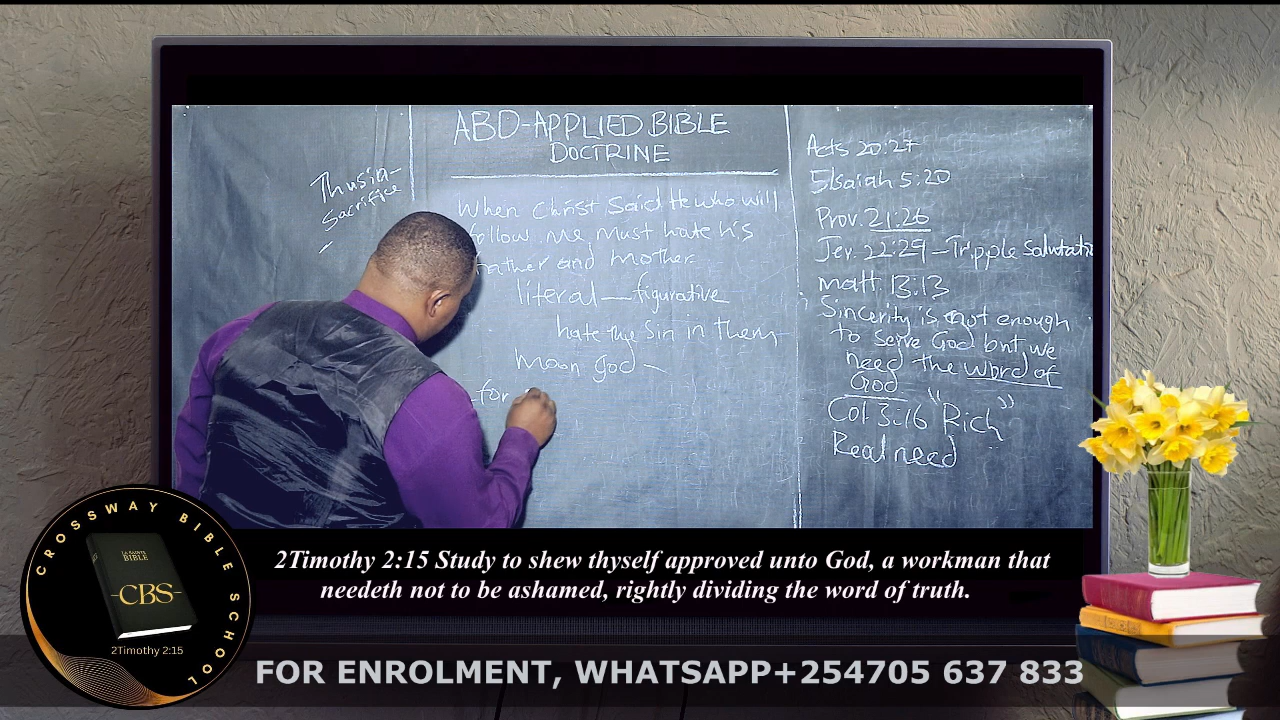 Thusia-
Sacrifice
ABD-APPLIED BIBLE
DOCTRINE
When Christ Said He who will
follow me must hate his
father and mother
literal — figurative
hate the sin in them
Moon god -
for
Acts 20:27
5Isaiah 5:20
Prov. 21:26
Jer. 22:29 - Tripple Salutati
matt. 13:13
Sincerity is not enough
to serve God but we
need the word of
God
Col 3:16 "Rich"
Real need
2Timothy 2:15 Study to shew thyself approved unto God, a workman that
needeth not to be ashamed, rightly dividing the word of truth.
CROSSWAY BIBLE SCHOOL
LA SAINTE
BIBLE
-CBS-
2Timothy 2:15
FOR ENROLMENT, WHATSAPP+254705 637 833